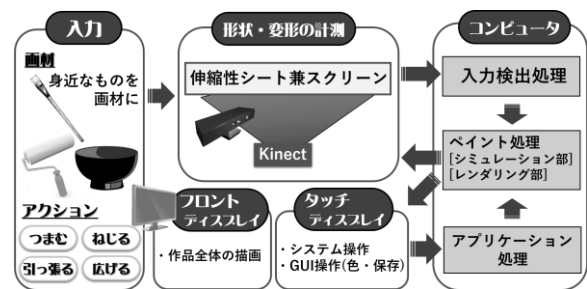 入力
画材
身近なものを
画材に
アクション
つまむ
ねじる
引っ張る
広げる
形状・変形の計測
伸縮性シート兼スクリーン
Kinect
フロント
ディスプレイ
・作品全体の描画
タッチ
ディスプレイ
・システム操作
・GUI操作(色・保存)
コンピュータ
入力検出処理
ペイント処理
[シミュレーション部]
[レンダリング部]
アプリケーション
処理